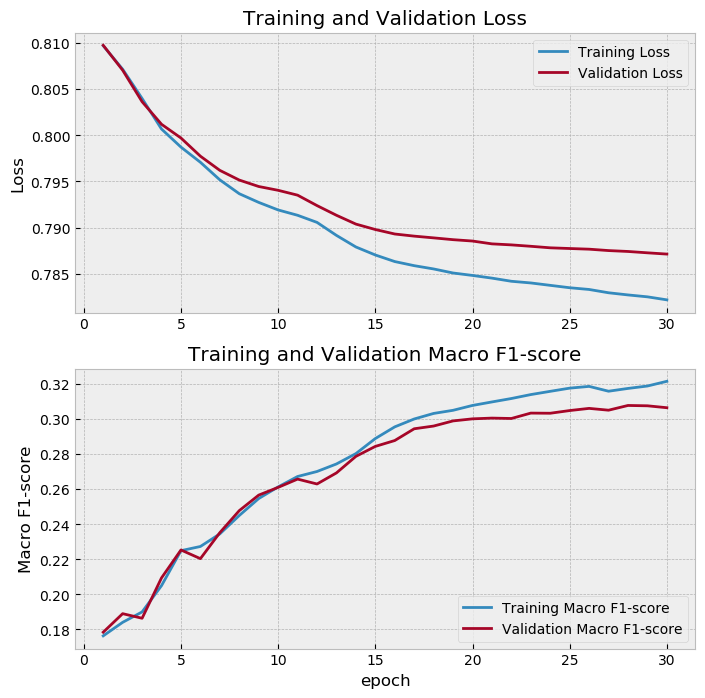 Training and Validation Loss
0.810
0.805
0.800
0.795
0.790
0.785
Loss
Training Loss
Validation Loss
0 5 10 15 20 25 30
Training and Validation Macro F1-score
0.32
0.30
0.28
0.26
0.24
0.22
0.20
0.18
Macro F1-score
Training Macro F1-score
Validation Macro F1-score
0 5 10 15 20 25 30
epoch